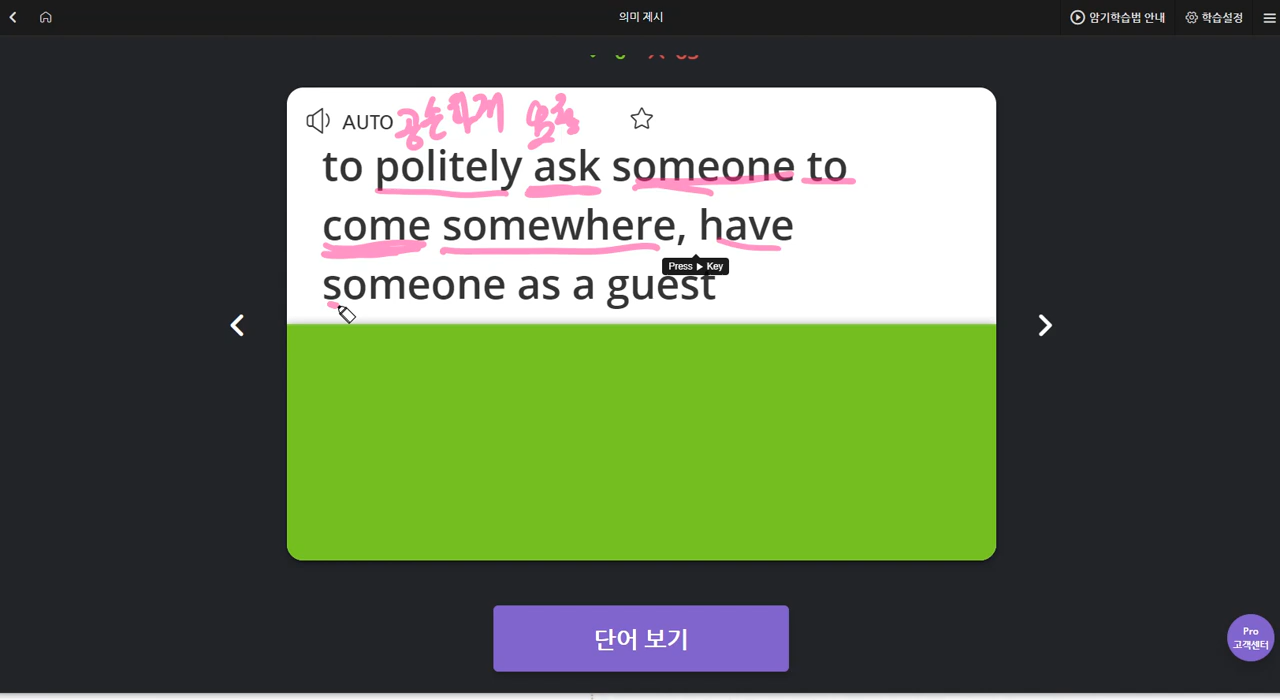 의미 제시
암기학습법 안내
학습설정
AUTO
공손하게
to politely ask someone to
come somewhere, have
Press ▶ Key
someone as a guest
단어 보기
Pro
고객센터